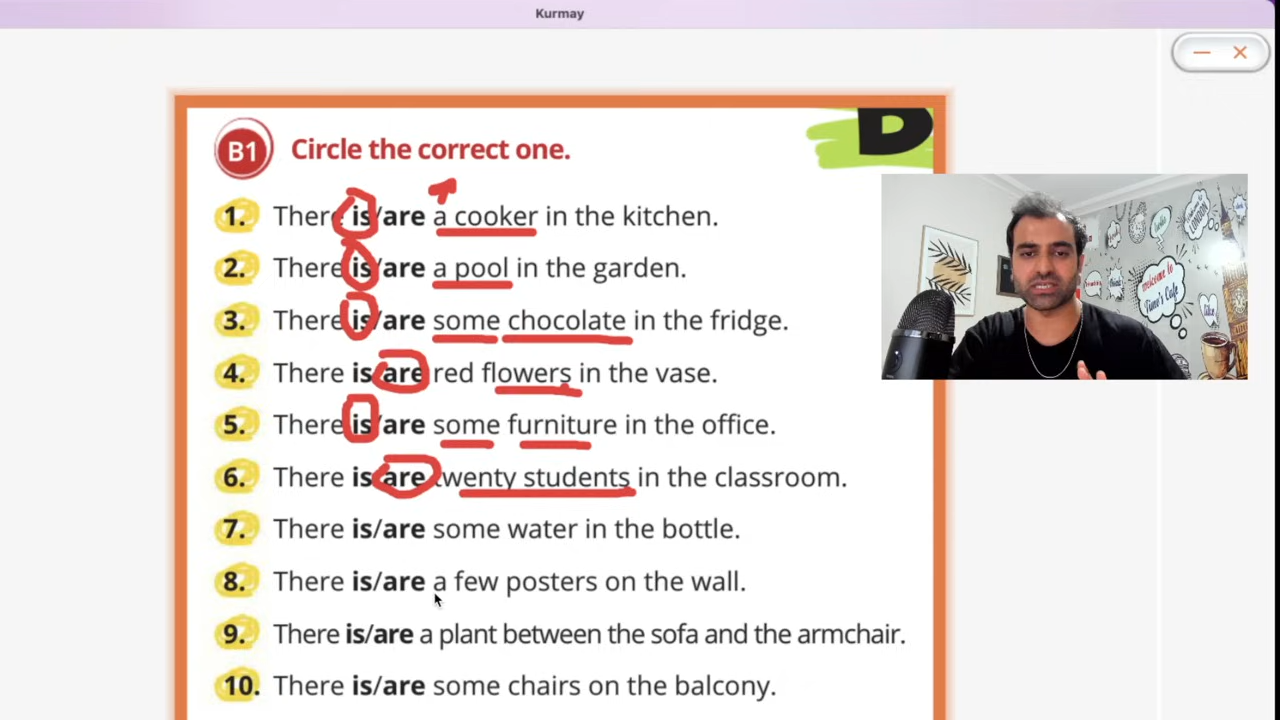 Kurmay
B1 Circle the correct one.
1. There is/are a cooker in the kitchen.
2. There is/are a pool in the garden.
3. There is/are some chocolate in the fridge.
4. There is/are red flowers in the vase.
5. There is/are some furniture in the office.
6. There is/are twenty students in the classroom.
7. There is/are some water in the bottle.
8. There is/are a few posters on the wall.
9. There is/are a plant between the sofa and the armchair.
10. There is/are some chairs on the balcony.
welcome to
Time's Cafe
like